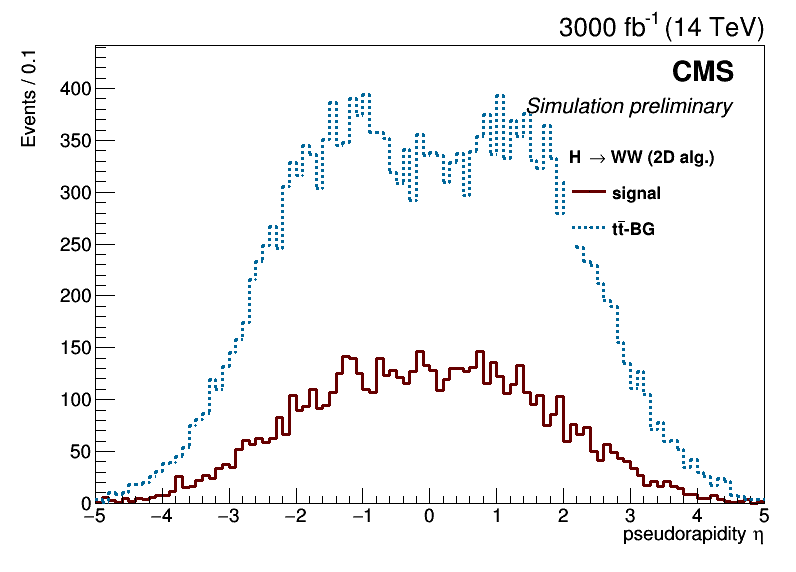 3000 fb⁻¹ (14 TeV)
Events / 0.1
CMS
Simulation preliminary
H → WW (2D alg.)
signal
tt̄-BG
400
350
300
250
200
150
100
50
0
−5 −4 −3 −2 −1 0 1 2 3 4 5
pseudorapidity η